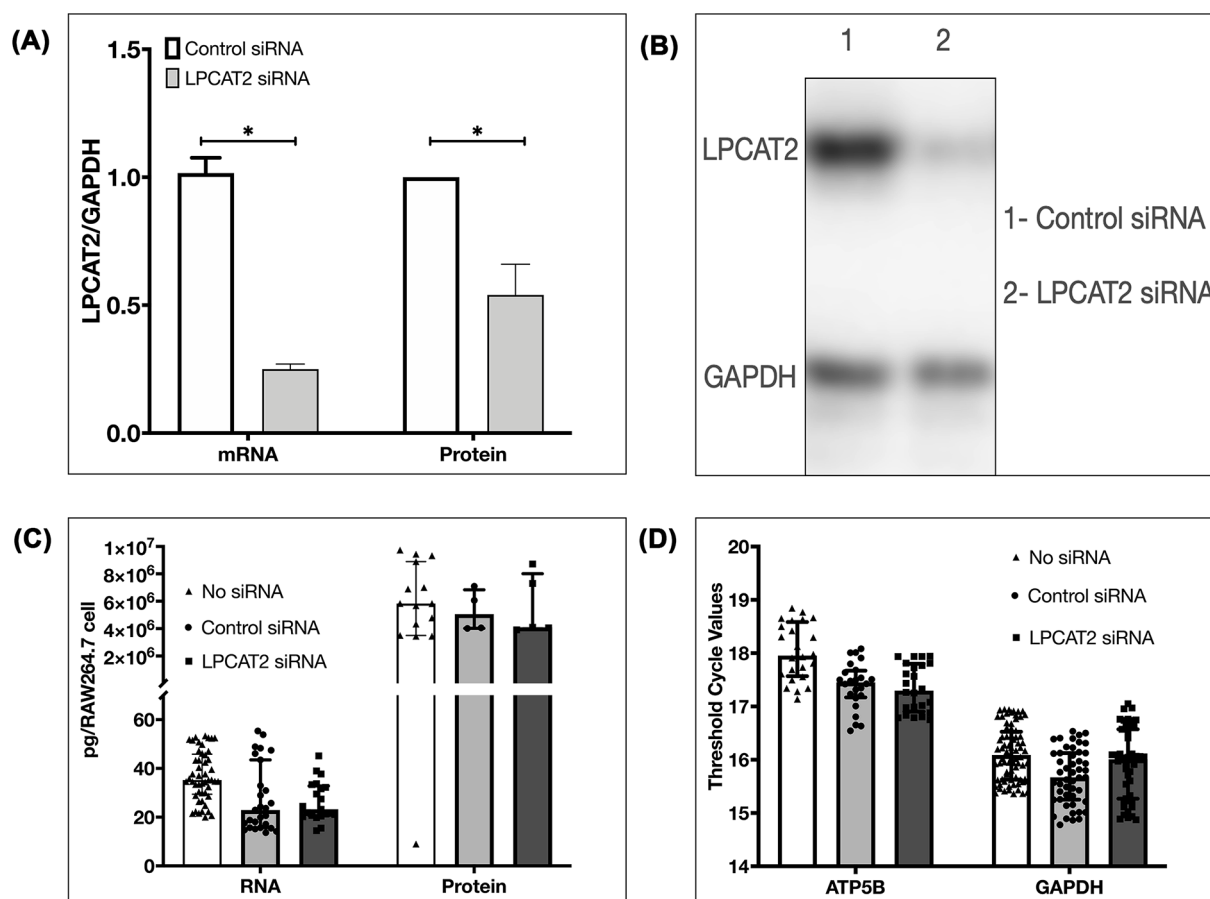 (A)
1.5
1.0
0.5
0.0
LPCAT2/GAPDH
Control siRNA
LPCAT2 siRNA
*
*
mRNA
Protein
(B)
1
2
LPCAT2
GAPDH
1- Control siRNA
2- LPCAT2 siRNA
(C)
pg/RAW264.7 cell
1×10⁷
8×10⁶
6×10⁶
4×10⁶
2×10⁶
60
40
20
0
No siRNA
Control siRNA
LPCAT2 siRNA
RNA
Protein
(D)
Threshold Cycle Values
20
19
18
17
16
15
14
No siRNA
Control siRNA
LPCAT2 siRNA
ATP5B
GAPDH